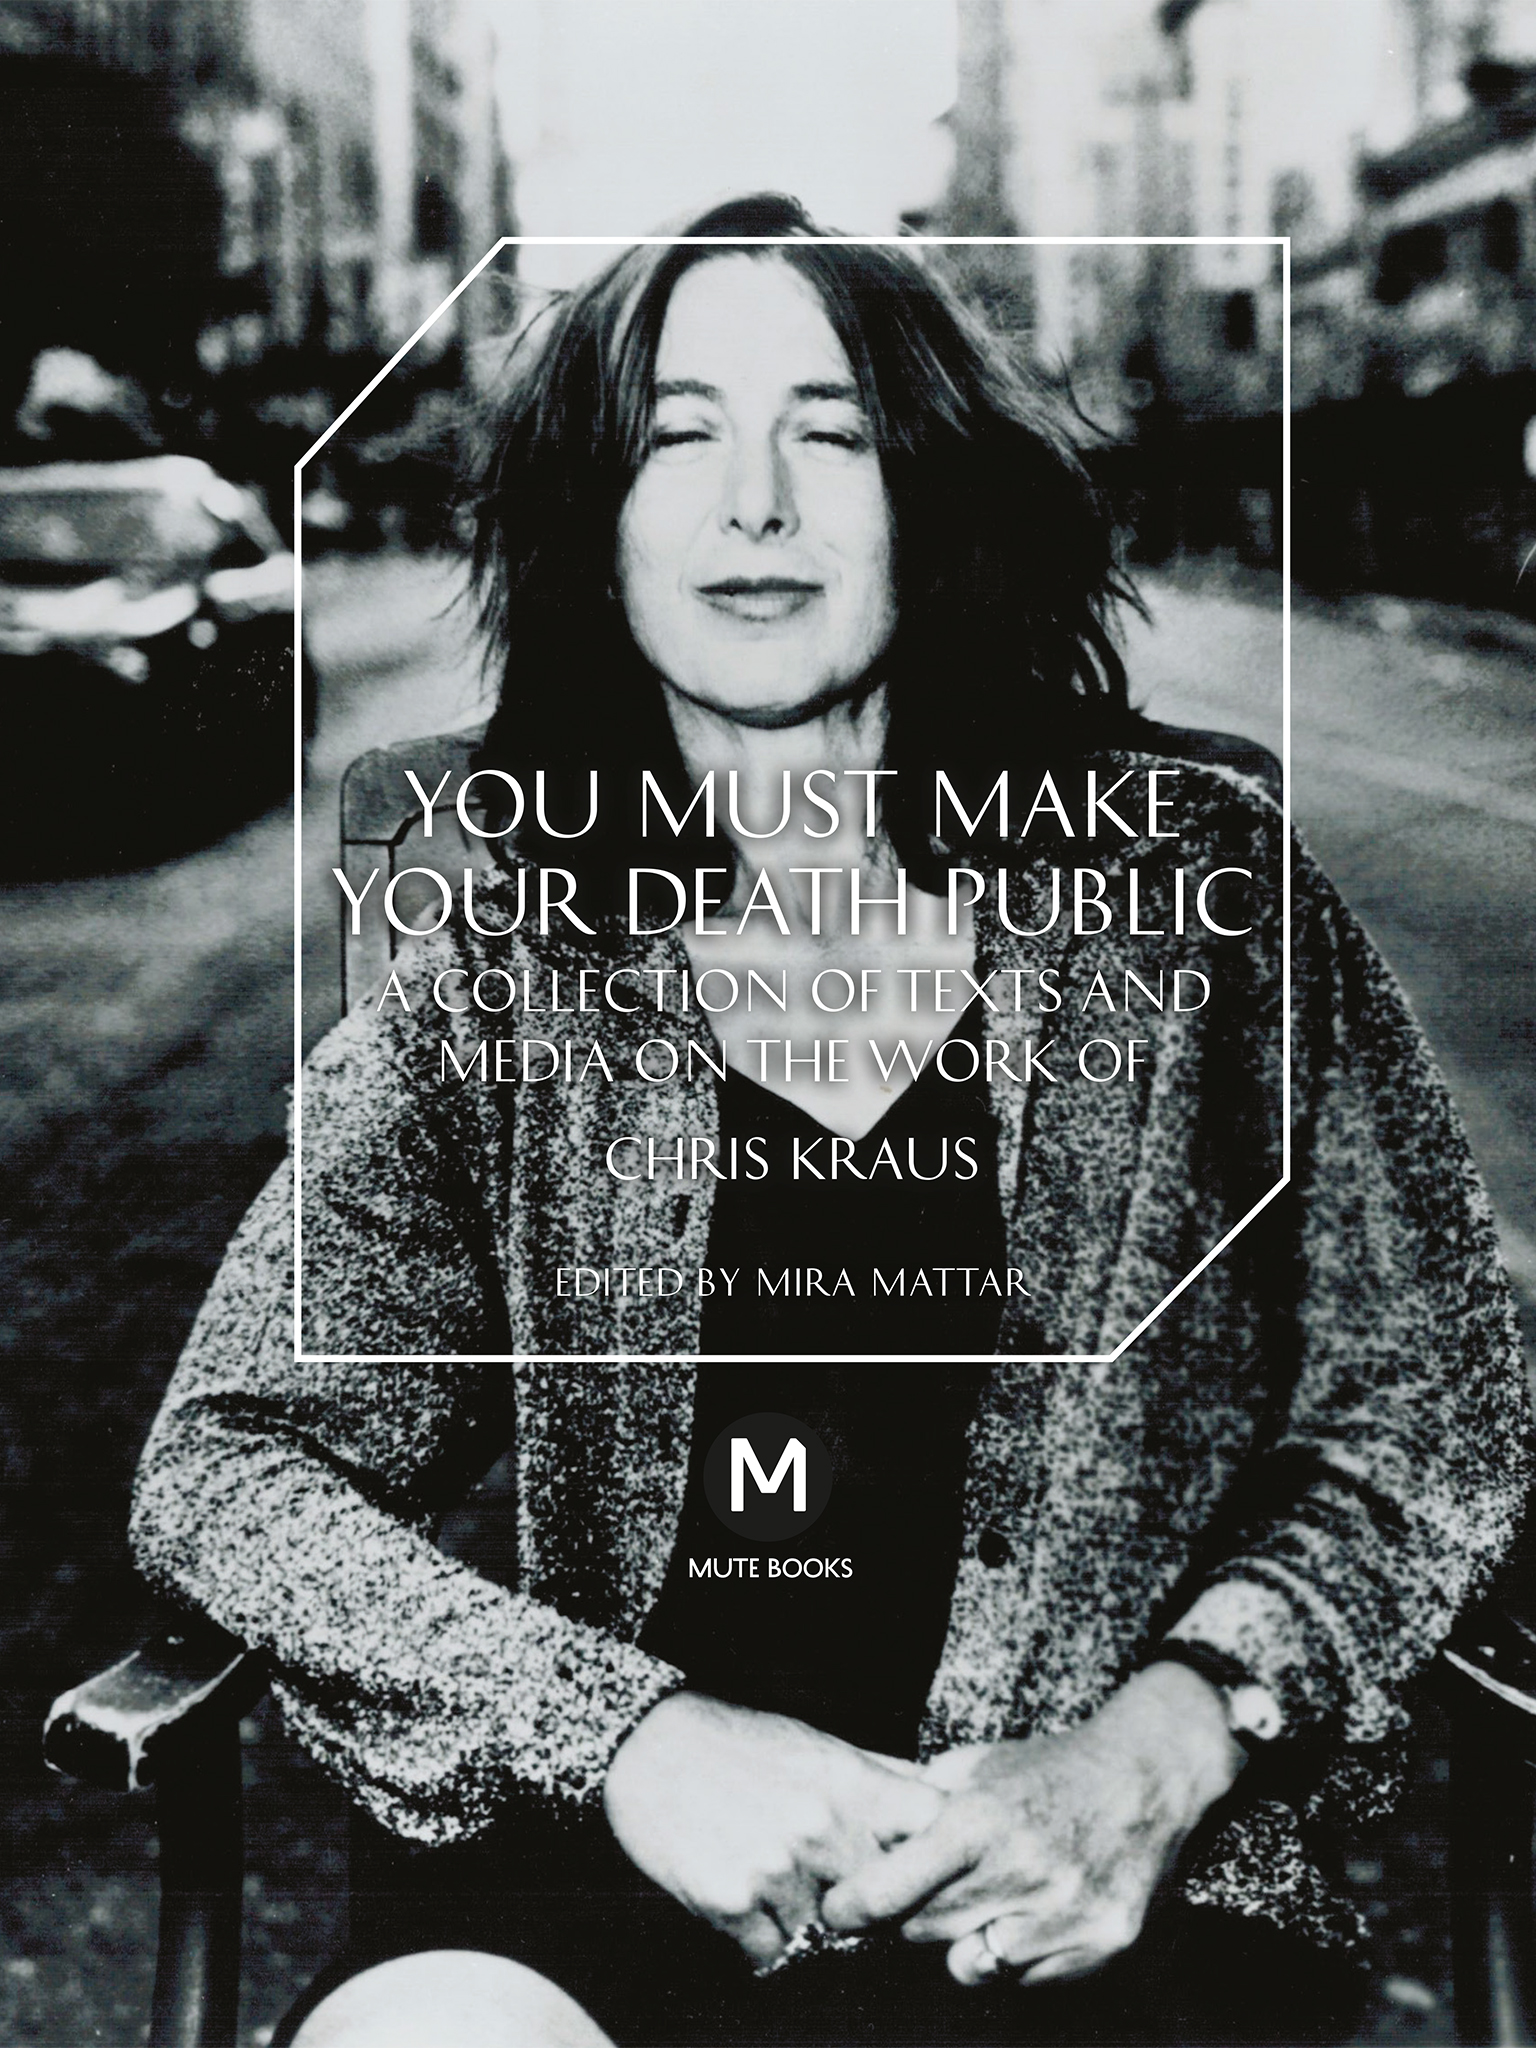 YOU MUST MAKE
YOUR DEATH PUBLIC
A COLLECTION OF TEXTS AND
MEDIA ON THE WORK OF
CHRIS KRAUS
EDITED BY MIRA MATTAR
M
MUTE BOOKS